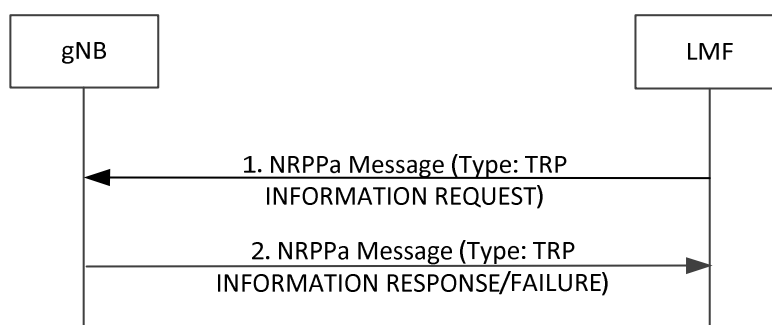 gNB
LMF
1. NRPPa Message (Type: TRP
INFORMATION REQUEST)
2. NRPPa Message (Type: TRP
INFORMATION RESPONSE/FAILURE)